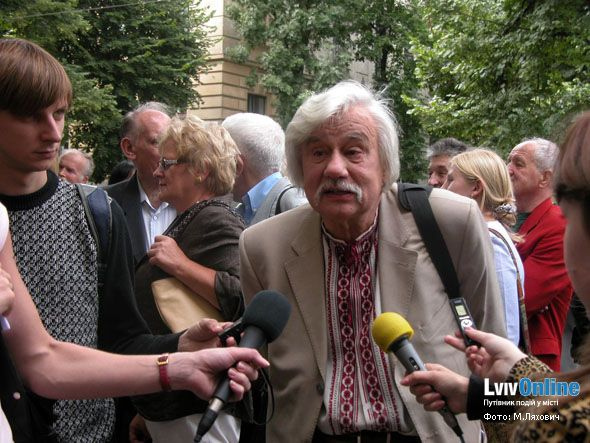 LvivOnline
Путівник подій у місті
Фото: М.Ляхович